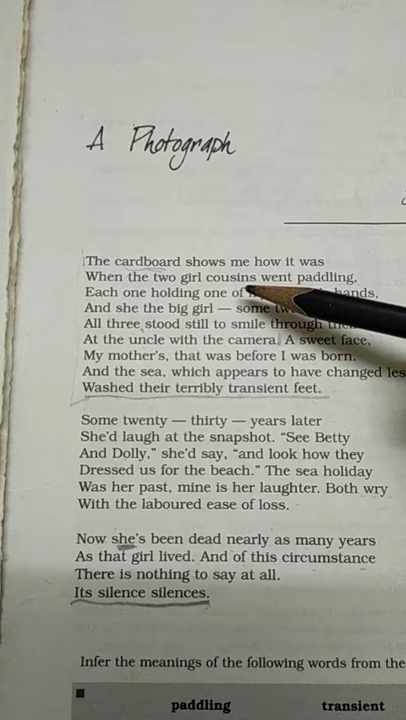 A Photograph
The cardboard shows me how it was
When the two girl cousins went paddling,
Each one holding one of hands,
And she the big girl — some
All three stood still to smile through
At the uncle with the camera. A sweet face,
My mother's, that was before I was born.
And the sea, which appears to have changed les
Washed their terribly transient feet.
Some twenty — thirty — years later
She'd laugh at the snapshot. “See Betty
And Dolly,” she'd say, “and look how they
Dressed us for the beach.” The sea holiday
Was her past, mine is her laughter. Both wry
With the laboured ease of loss.
Now she's been dead nearly as many years
As that girl lived. And of this circumstance
There is nothing to say at all.
Its silence silences.
Infer the meanings of the following words from the
paddling transient